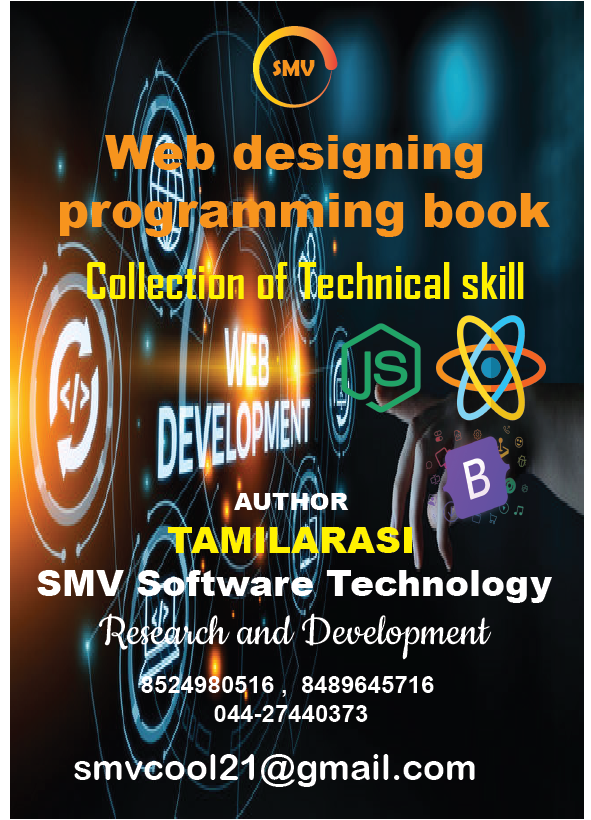 SMV
Web designing
programming book
Collection of Technical skill
JS
WEB
DEVELOPMENT
</>
B
AUTHOR
TAMILARASI
SMV Software Technology
Research and Development
8524980516 , 8489645716
044-27440373
smvcool21@gmail.com